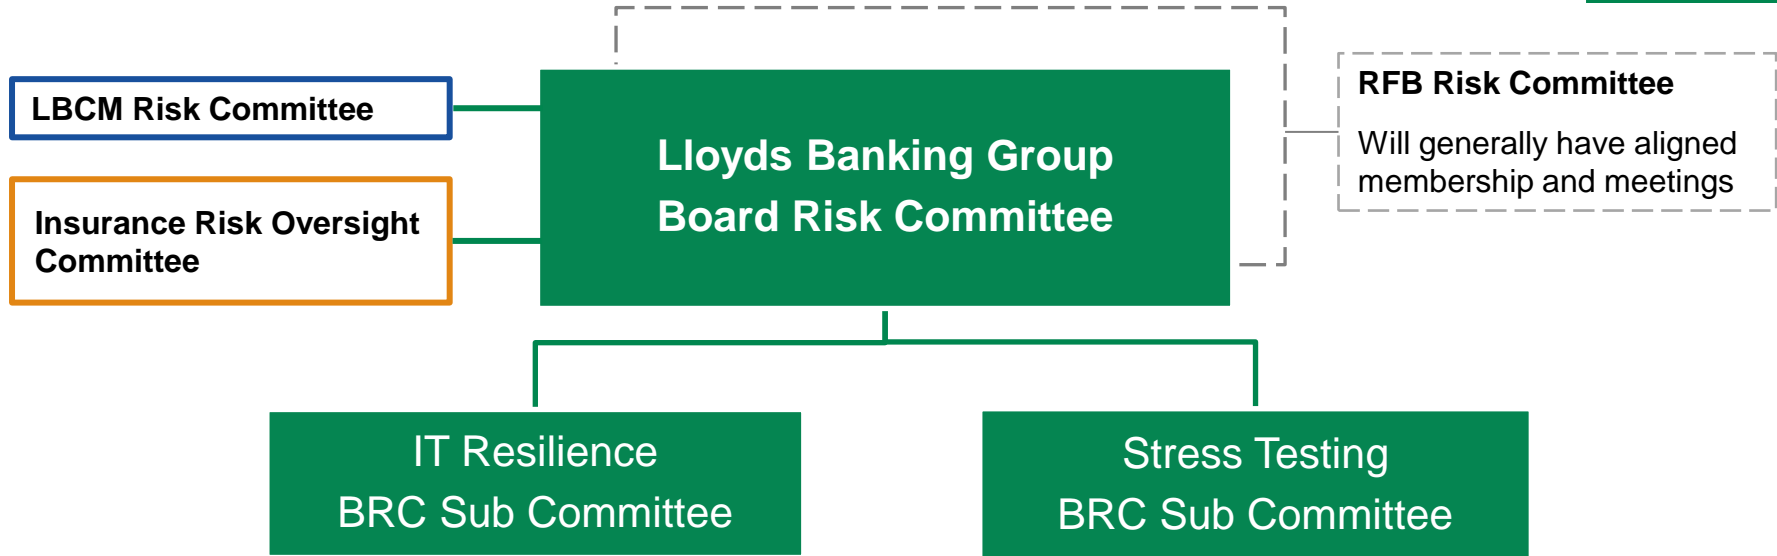 LBCM Risk Committee
Insurance Risk Oversight
Committee
Lloyds Banking Group
Board Risk Committee
RFB Risk Committee
Will generally have aligned
membership and meetings
IT Resilience
BRC Sub Committee
Stress Testing
BRC Sub Committee